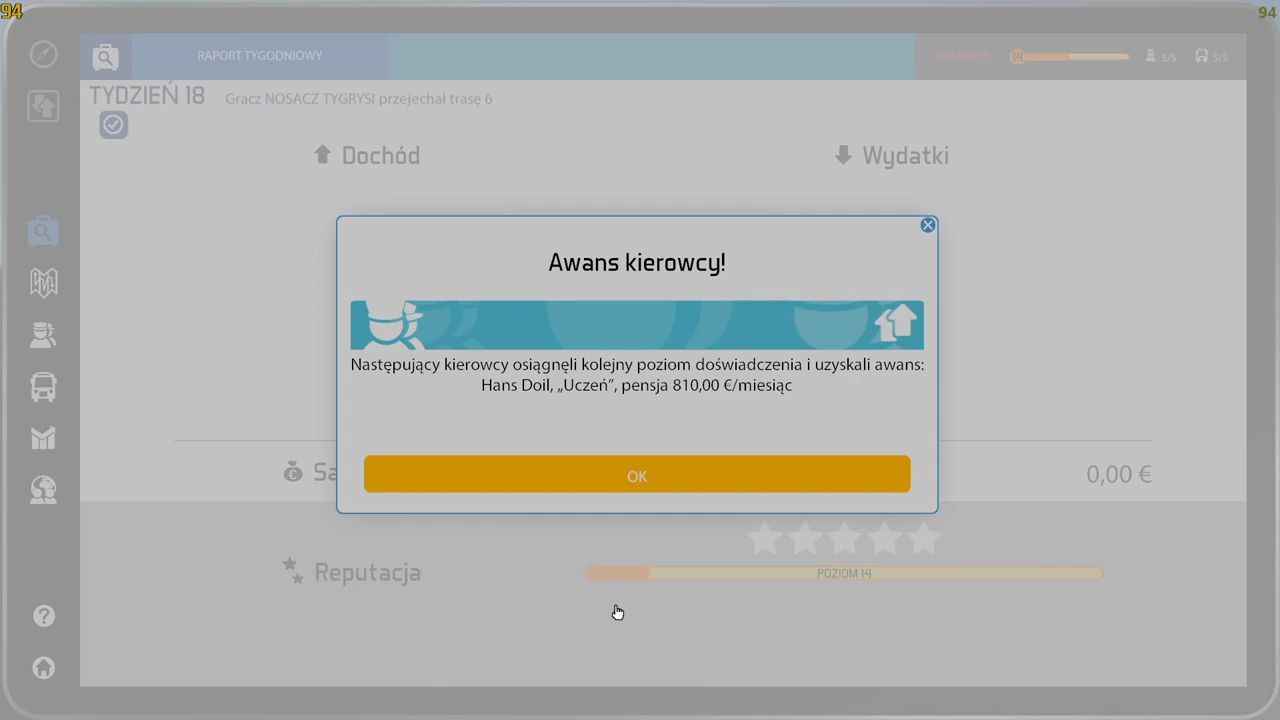 94
94
RAPORT TYGODNIOWY
14
5/5
5/5
TYDZIEŃ 18
Gracz NOSACZ TYGRYSI przejechał trasę 6
Dochód
Wydatki
Awans kierowcy!
Następujący kierowcy osiągnęli kolejny poziom doświadczenia i uzyskali awans:
Hans Doil, „Uczeń”, pensja 810,00 €/miesiąc
OK
0,00 €
Reputacja
POZIOM 14